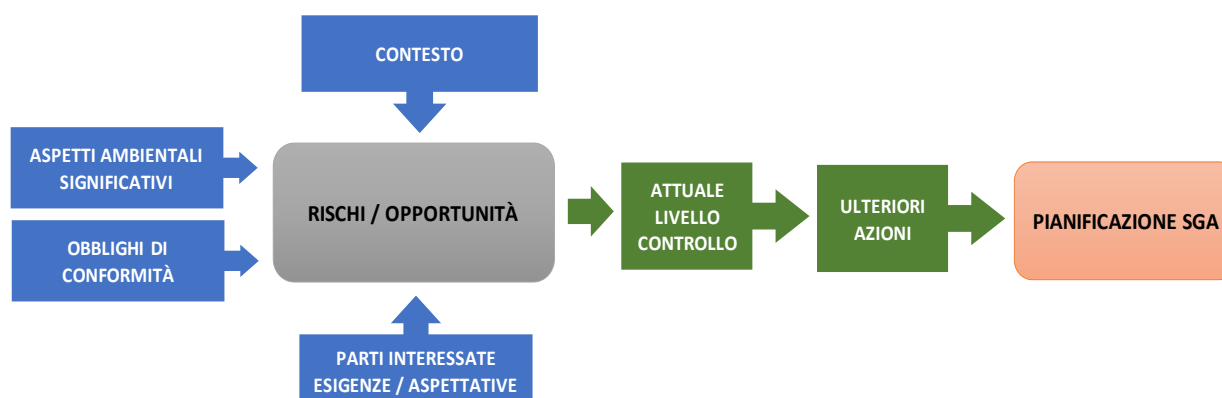 CONTESTO
ASPETTI AMBIENTALI
SIGNIFICATIVI
OBBLIGHI DI
CONFORMITÀ
RISCHI / OPPORTUNITÀ
PARTI INTERESSATE
ESIGENZE / ASPETTATIVE
ATTUALE
LIVELLO
CONTROLLO
ULTERIORI
AZIONI
PIANIFICAZIONE SGA